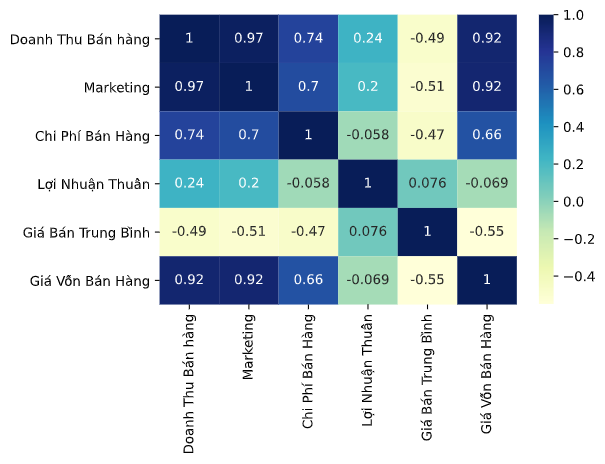 Doanh Thu Bán hàng 1 0.97 0.74 0.24 -0.49 0.92
Marketing 0.97 1 0.7 0.2 -0.51 0.92
Chi Phí Bán Hàng 0.74 0.7 1 -0.058 -0.47 0.66
Lợi Nhuận Thuân 0.24 0.2 -0.058 1 0.076 -0.069
Giá Bán Trung Bình -0.49 -0.51 -0.47 0.076 1 -0.55
Giá Vốn Bán Hàng 0.92 0.92 0.66 -0.069 -0.55 1
Doanh Thu Bán hàng
Marketing
Chi Phí Bán Hàng
Lợi Nhuận Thuân
Giá Bán Trung Bình
Giá Vốn Bán Hàng
1.0
0.8
0.6
0.4
0.2
0.0
−0.2
−0.4